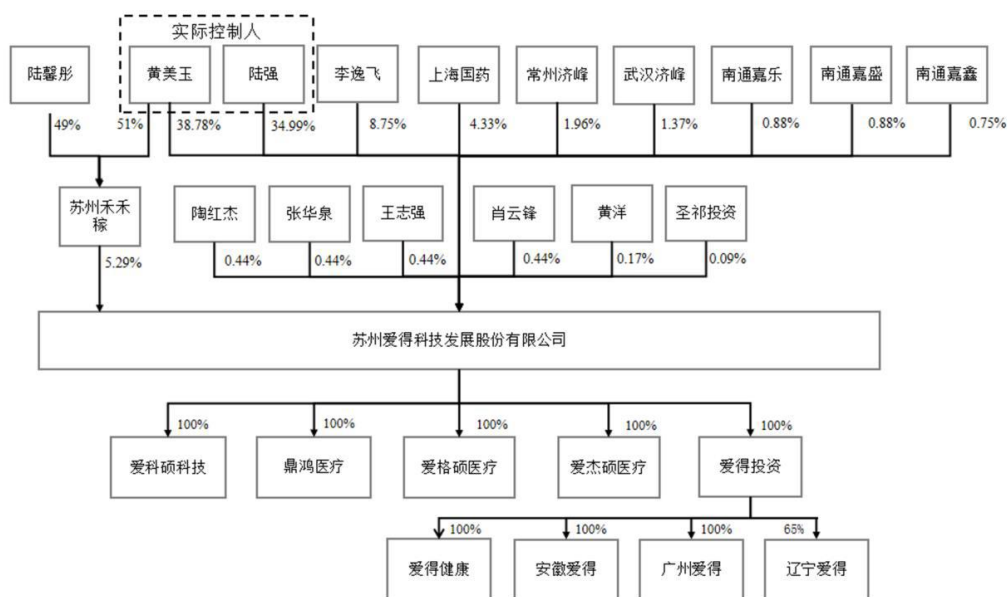 实际控制人
陆馨彤
黄美玉
陆强
李逸飞
上海国药
常州济峰
武汉济峰
南通嘉乐
南通嘉盛
南通嘉鑫
49%
51%
38.78%
34.99%
8.75%
4.33%
1.96%
1.37%
0.88%
0.88%
0.75%
苏州禾禾
稼
陶红杰
张华泉
王志强
肖云锋
黄洋
圣祁投资
5.29%
0.44%
0.44%
0.44%
0.44%
0.17%
0.09%
苏州爱得科技发展股份有限公司
100%
100%
100%
100%
100%
爱科硕科技
鼎鸿医疗
爱格硕医疗
爱杰硕医疗
爱得投资
100%
100%
100%
65%
爱得健康
安徽爱得
广州爱得
辽宁爱得